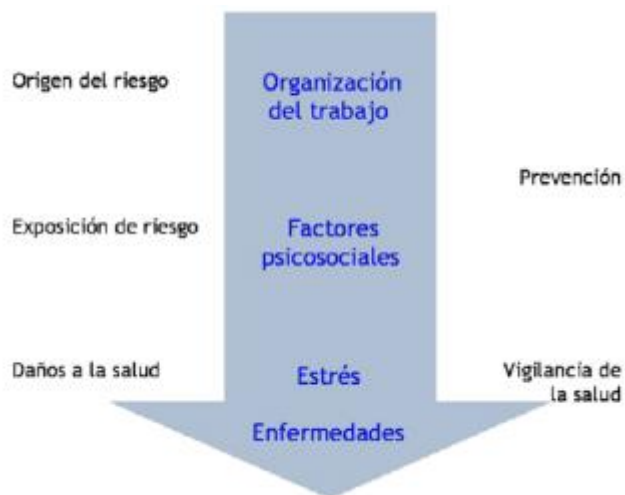 Origen del riesgo
Organización
del trabajo
Prevención
Exposición de riesgo
Factores
psicosociales
Daños a la salud
Estrés
Vigilancia de
la salud
Enfermedades